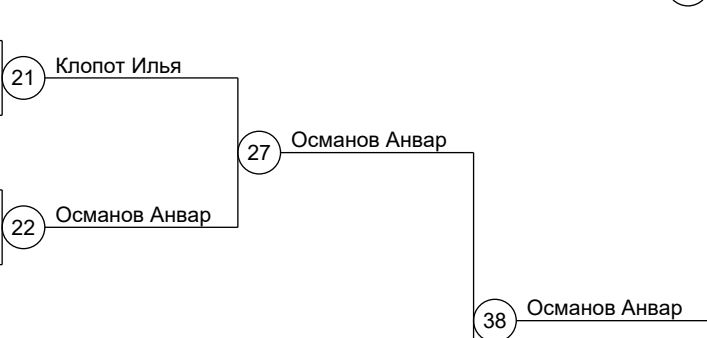 21 Клопот Илья
27 Османов Анвар
22 Османов Анвар
38 Османов Анвар